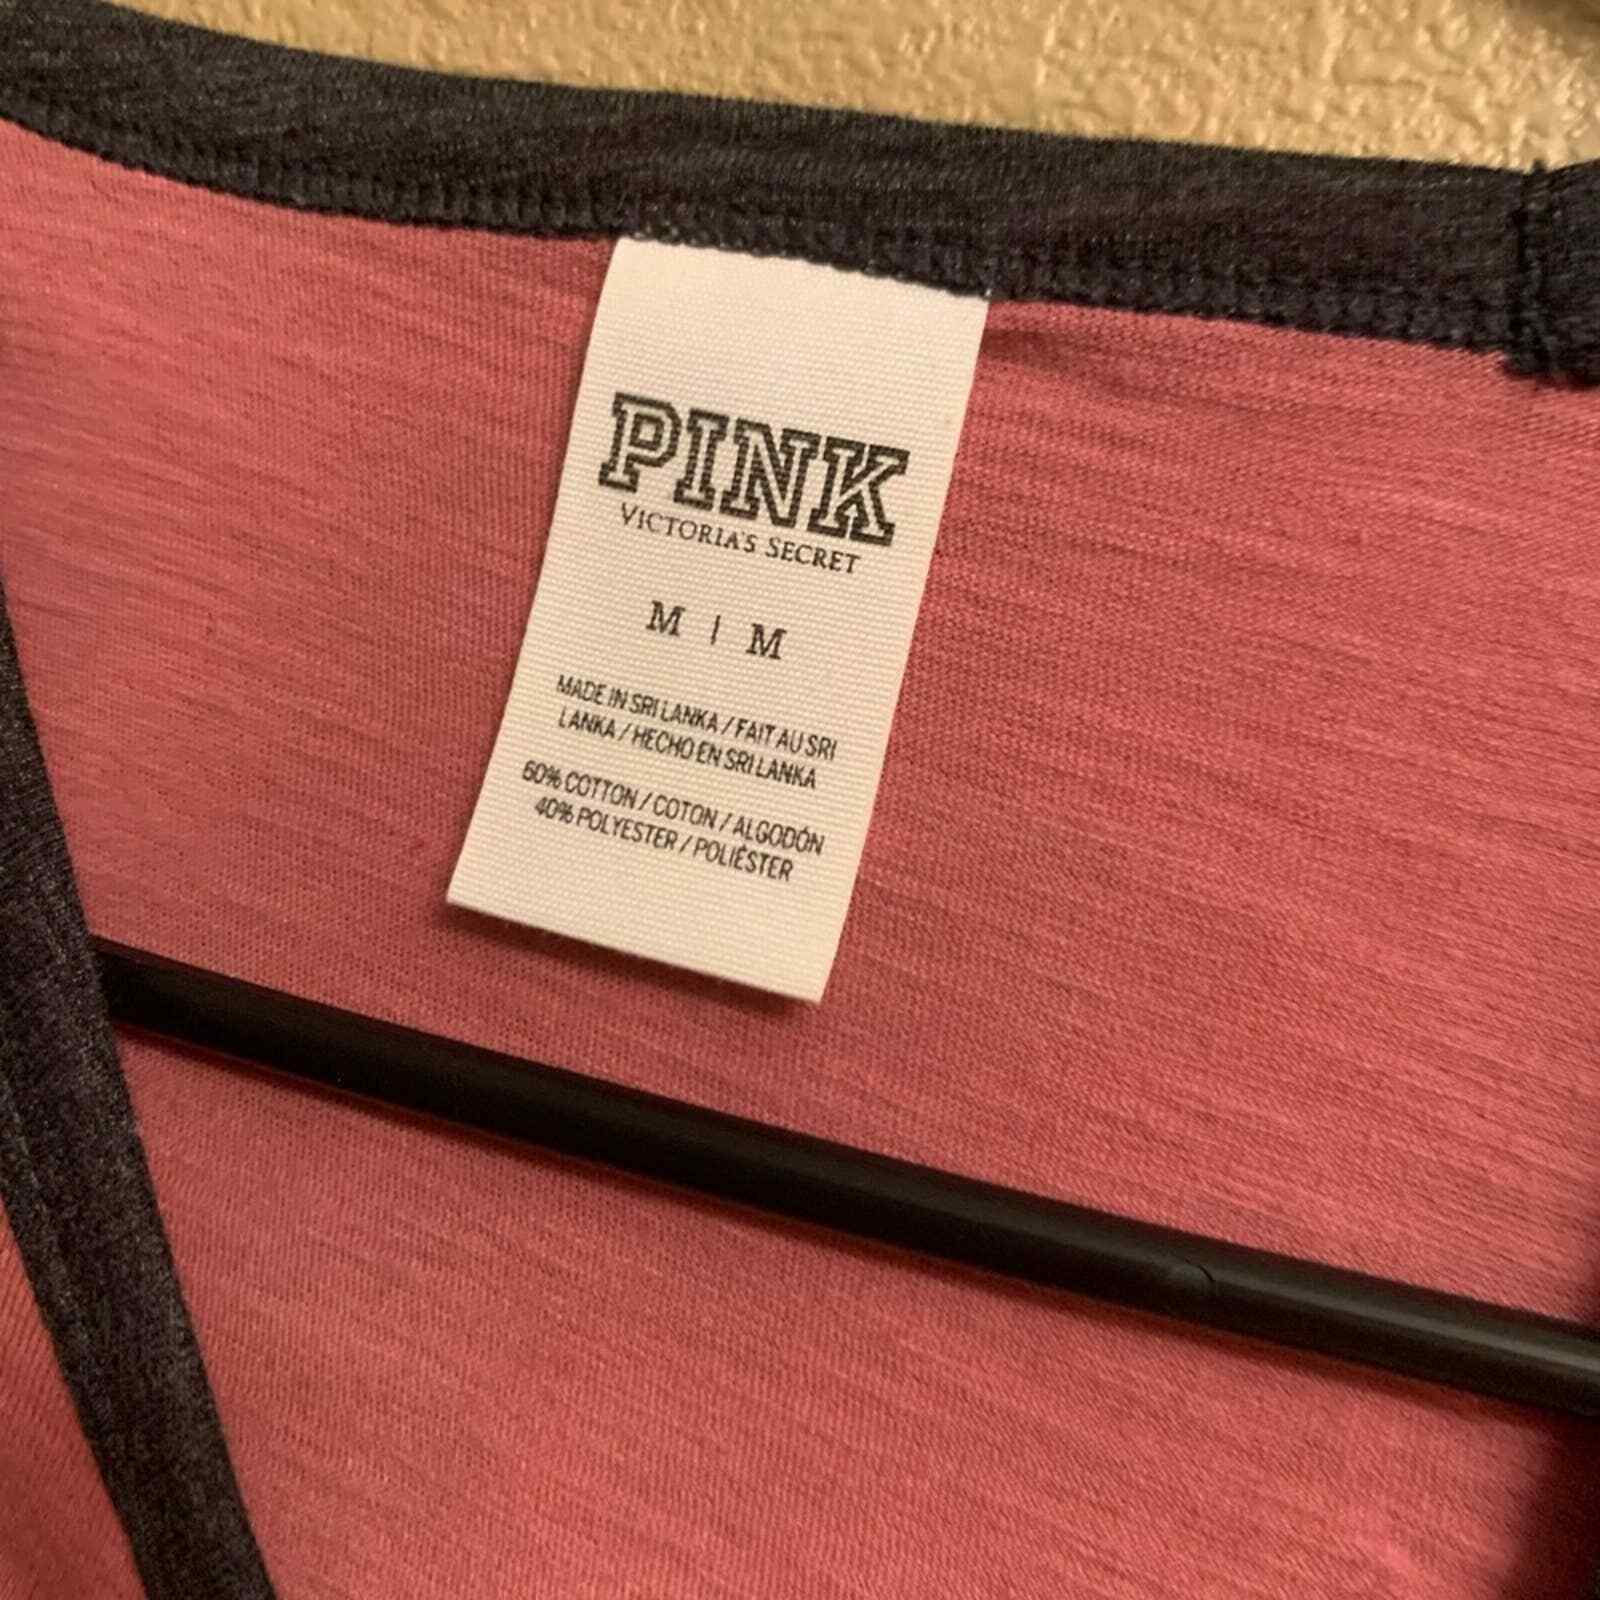 PINK
VICTORIA'S SECRET
M | M
MADE IN SRI LANKA / FAIT AU SRI
LANKA / HECHO EN SRI LANKA
60% COTTON / COTON / ALGODÓN
40% POLYESTER / POLIÉSTER